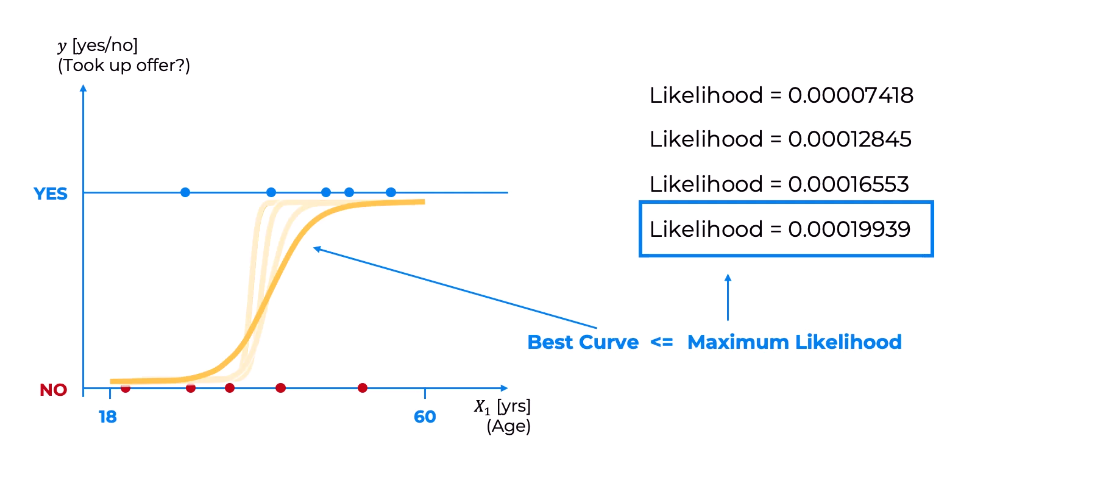 y [yes/no]
(Took up offer?)
YES
NO
18
60
X₁ [yrs]
(Age)
Likelihood = 0.00007418
Likelihood = 0.00012845
Likelihood = 0.00016553
Likelihood = 0.00019939
Best Curve <= Maximum Likelihood